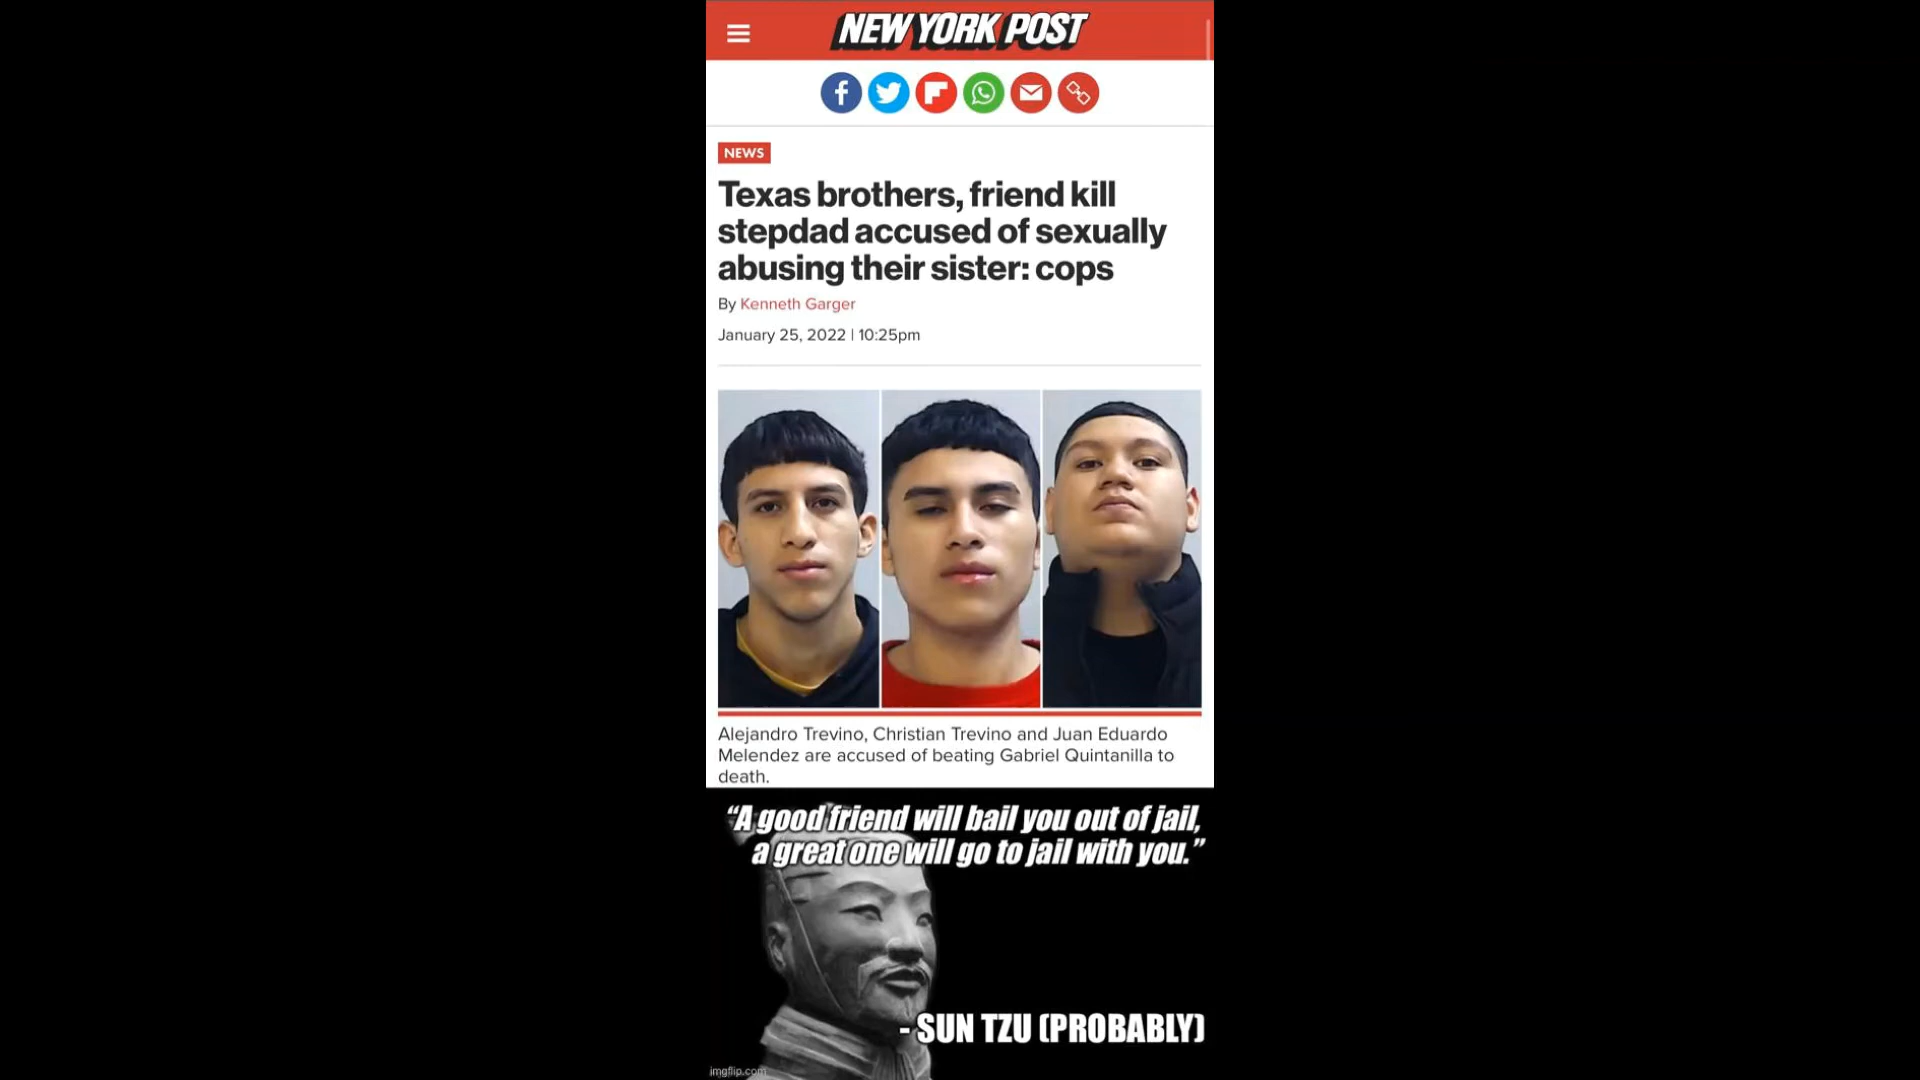 NEW YORK POST
NEWS
Texas brothers, friend kill
stepdad accused of sexually
abusing their sister: cops
By Kenneth Garger
January 25, 2022 | 10:25pm
Alejandro Trevino, Christian Trevino and Juan Eduardo
Melendez are accused of beating Gabriel Quintanilla to
death.
“A good friend will bail you out of jail,
a great one will go to jail with you.”
- SUN TZU (PROBABLY)
imgflip.com